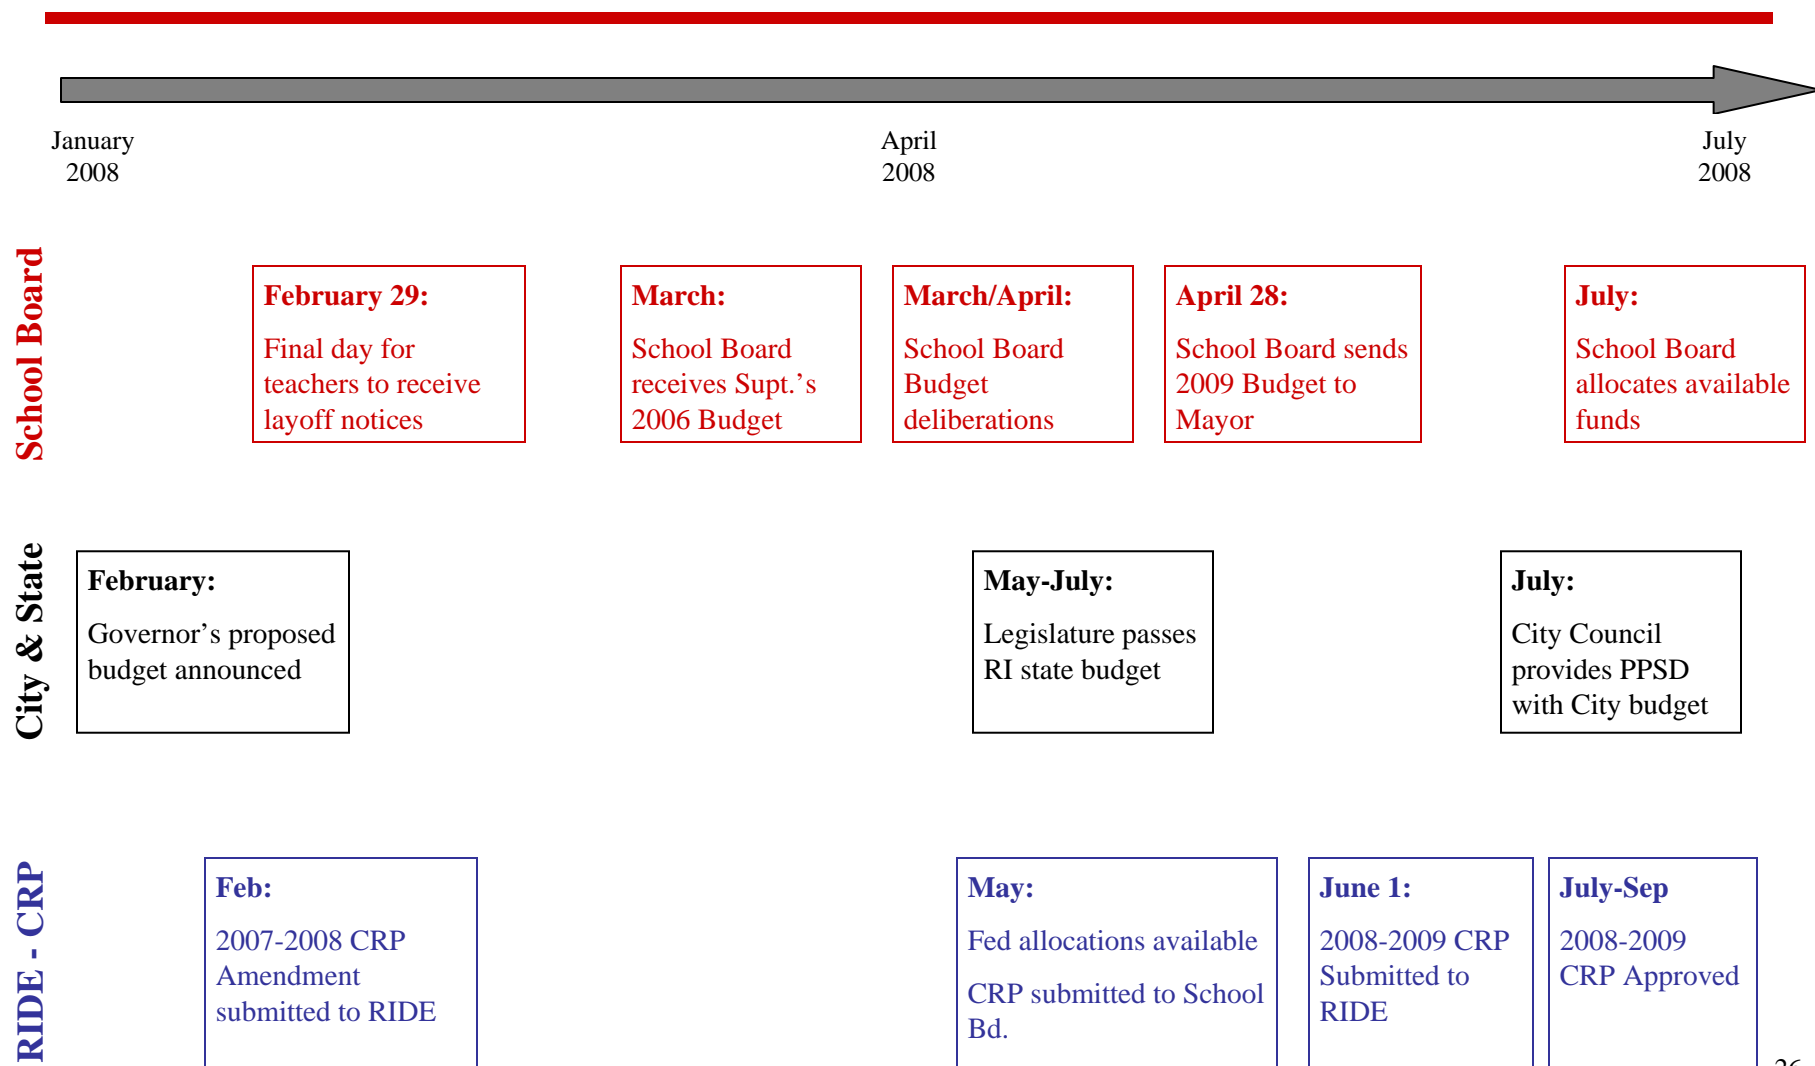 January
2008
April
2008
July
2008
School Board
February 29:
Final day for
teachers to receive
layoff notices
March:
School Board
receives Supt.’s
2006 Budget
March/April:
School Board
Budget
deliberations
April 28:
School Board sends
2009 Budget to
Mayor
July:
School Board
allocates available
funds
City & State
February:
Governor’s proposed
budget announced
May-July:
Legislature passes
RI state budget
July:
City Council
provides PPSD
with City budget
RIDE - CRP
Feb:
2007-2008 CRP
Amendment
submitted to RIDE
May:
Fed allocations available
CRP submitted to School
Bd.
June 1:
2008-2009 CRP
Submitted to
RIDE
July-Sep
2008-2009
CRP Approved